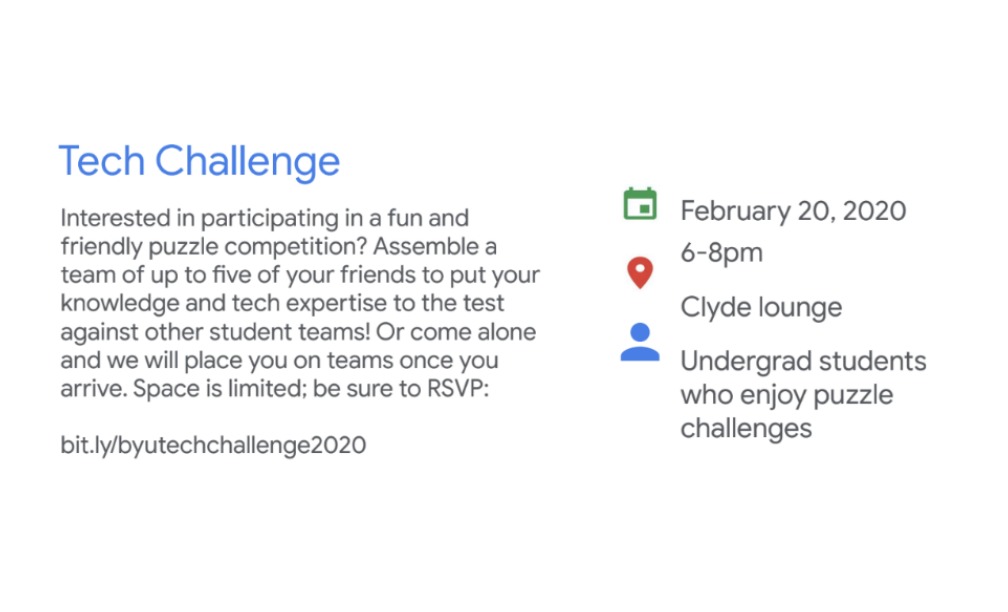 Tech Challenge
Interested in participating in a fun and
friendly puzzle competition? Assemble a
team of up to five of your friends to put your
knowledge and tech expertise to the test
against other student teams! Or come alone
and we will place you on teams once you
arrive. Space is limited; be sure to RSVP:
bit.ly/byutechchallenge2020
February 20, 2020
6-8pm
Clyde lounge
Undergrad students
who enjoy puzzle
challenges